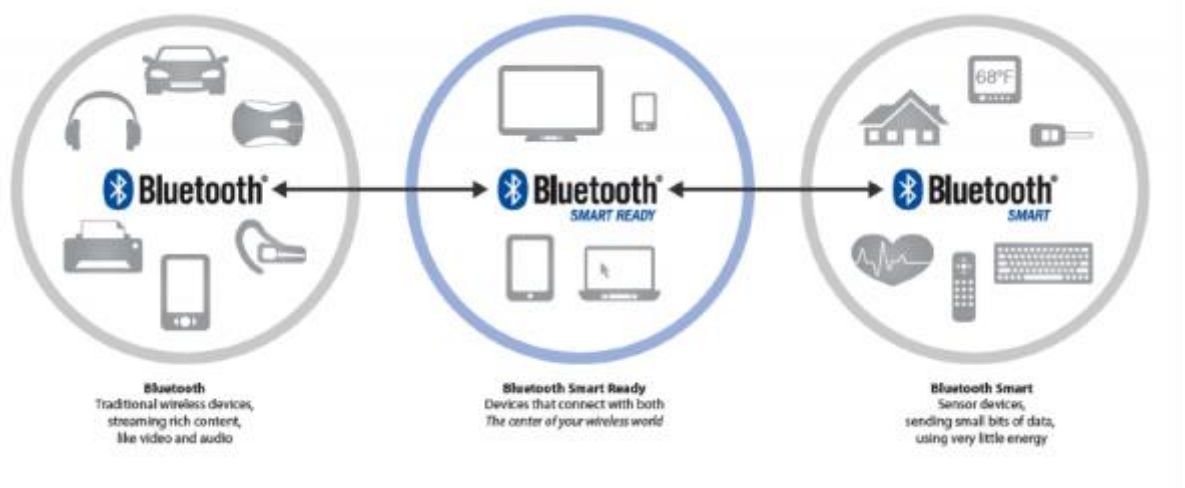 68°F
Bluetooth®
Bluetooth®
SMART READY
Bluetooth®
SMART
Bluetooth
Traditional wireless devices,
streaming rich content,
like video and audio
Bluetooth Smart Ready
Devices that connect with both
The center of your wireless world
Bluetooth Smart
Sensor devices,
sending small bits of data,
using very little energy